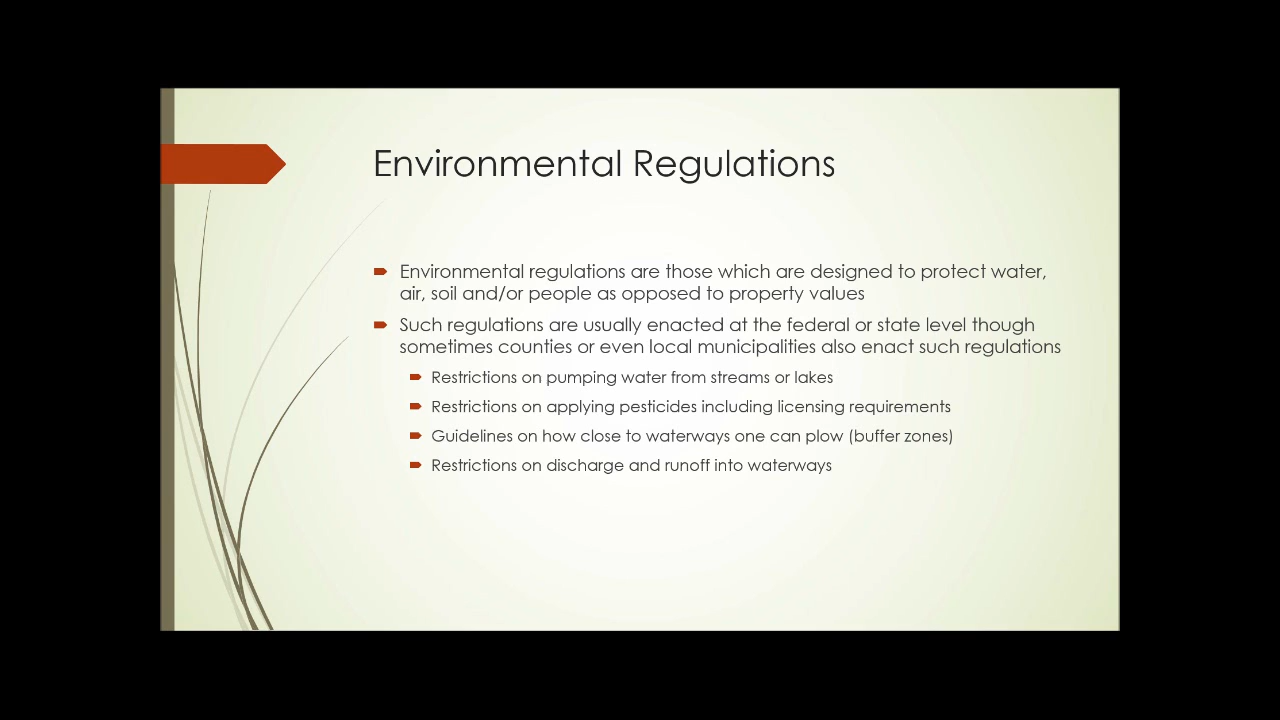 Environmental Regulations
Environmental regulations are those which are designed to protect water,
air, soil and/or people as opposed to property values
Such regulations are usually enacted at the federal or state level though
sometimes counties or even local municipalities also enact such regulations
Restrictions on pumping water from streams or lakes
Restrictions on applying pesticides including licensing requirements
Guidelines on how close to waterways one can plow (buffer zones)
Restrictions on discharge and runoff into waterways